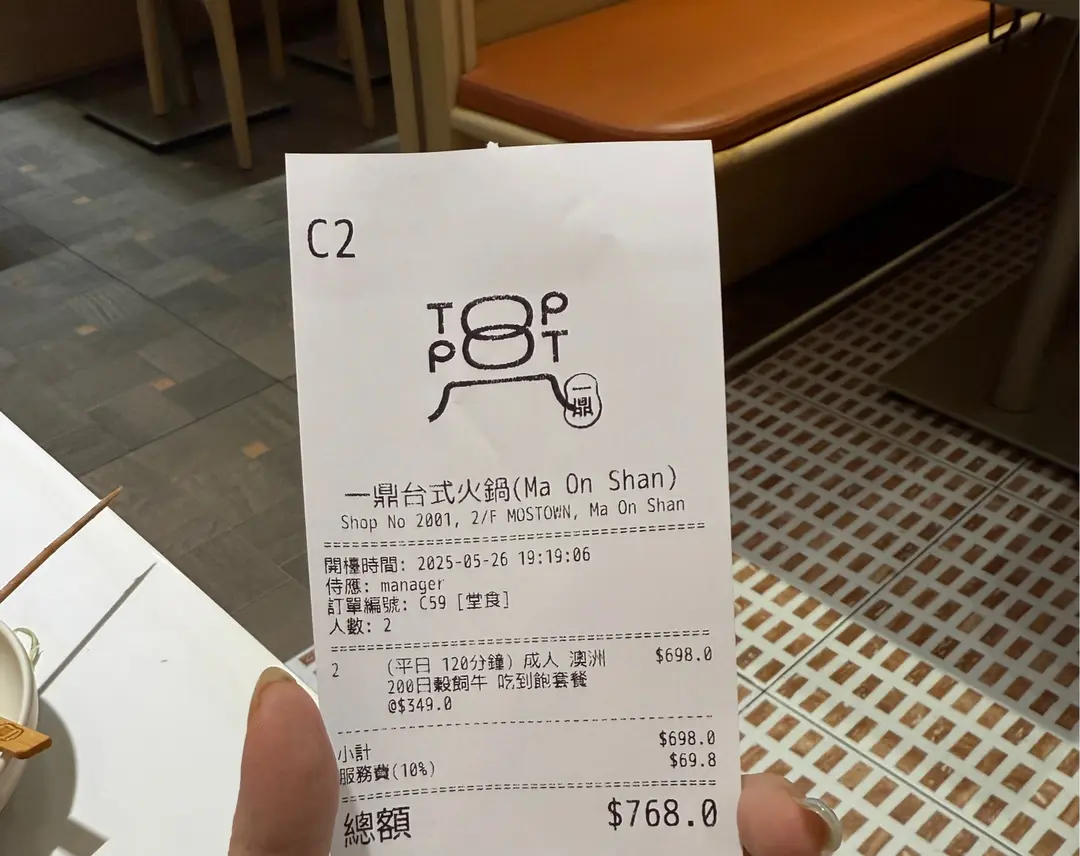 C2
TOP
POT
一鼎
一鼎台式火鍋(Ma On Shan)
Shop No 2001, 2/F MOSTOWN, Ma On Shan
開檯時間: 2025-05-26 19:19:06
侍應: manager
訂單編號: C59 [堂食]
人數: 2
2 (平日 120分鐘) 成人 澳洲 $698.0
200日穀飼牛 吃到飽套餐
@$349.0
小計 $698.0
服務費(10%) $69.8
總額 $768.0